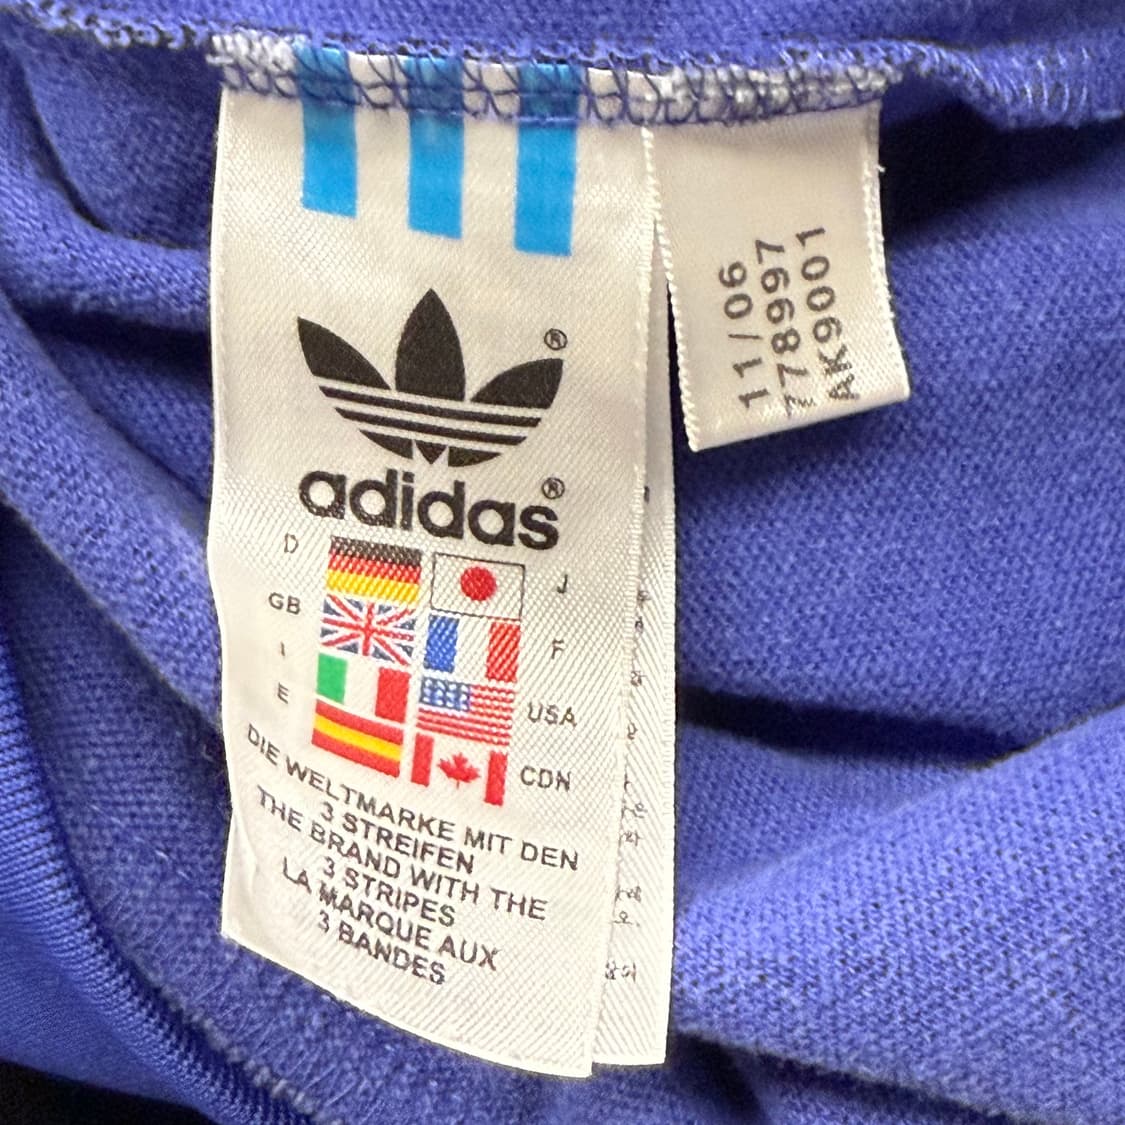 adidas®
D
J
GB
F
I
E
USA
CDN
DIE WELTMARKE MIT DEN
3 STREIFEN
THE BRAND WITH THE
3 STRIPES
LA MARQUE AUX
3 BANDES
11/06
778997
AK9001